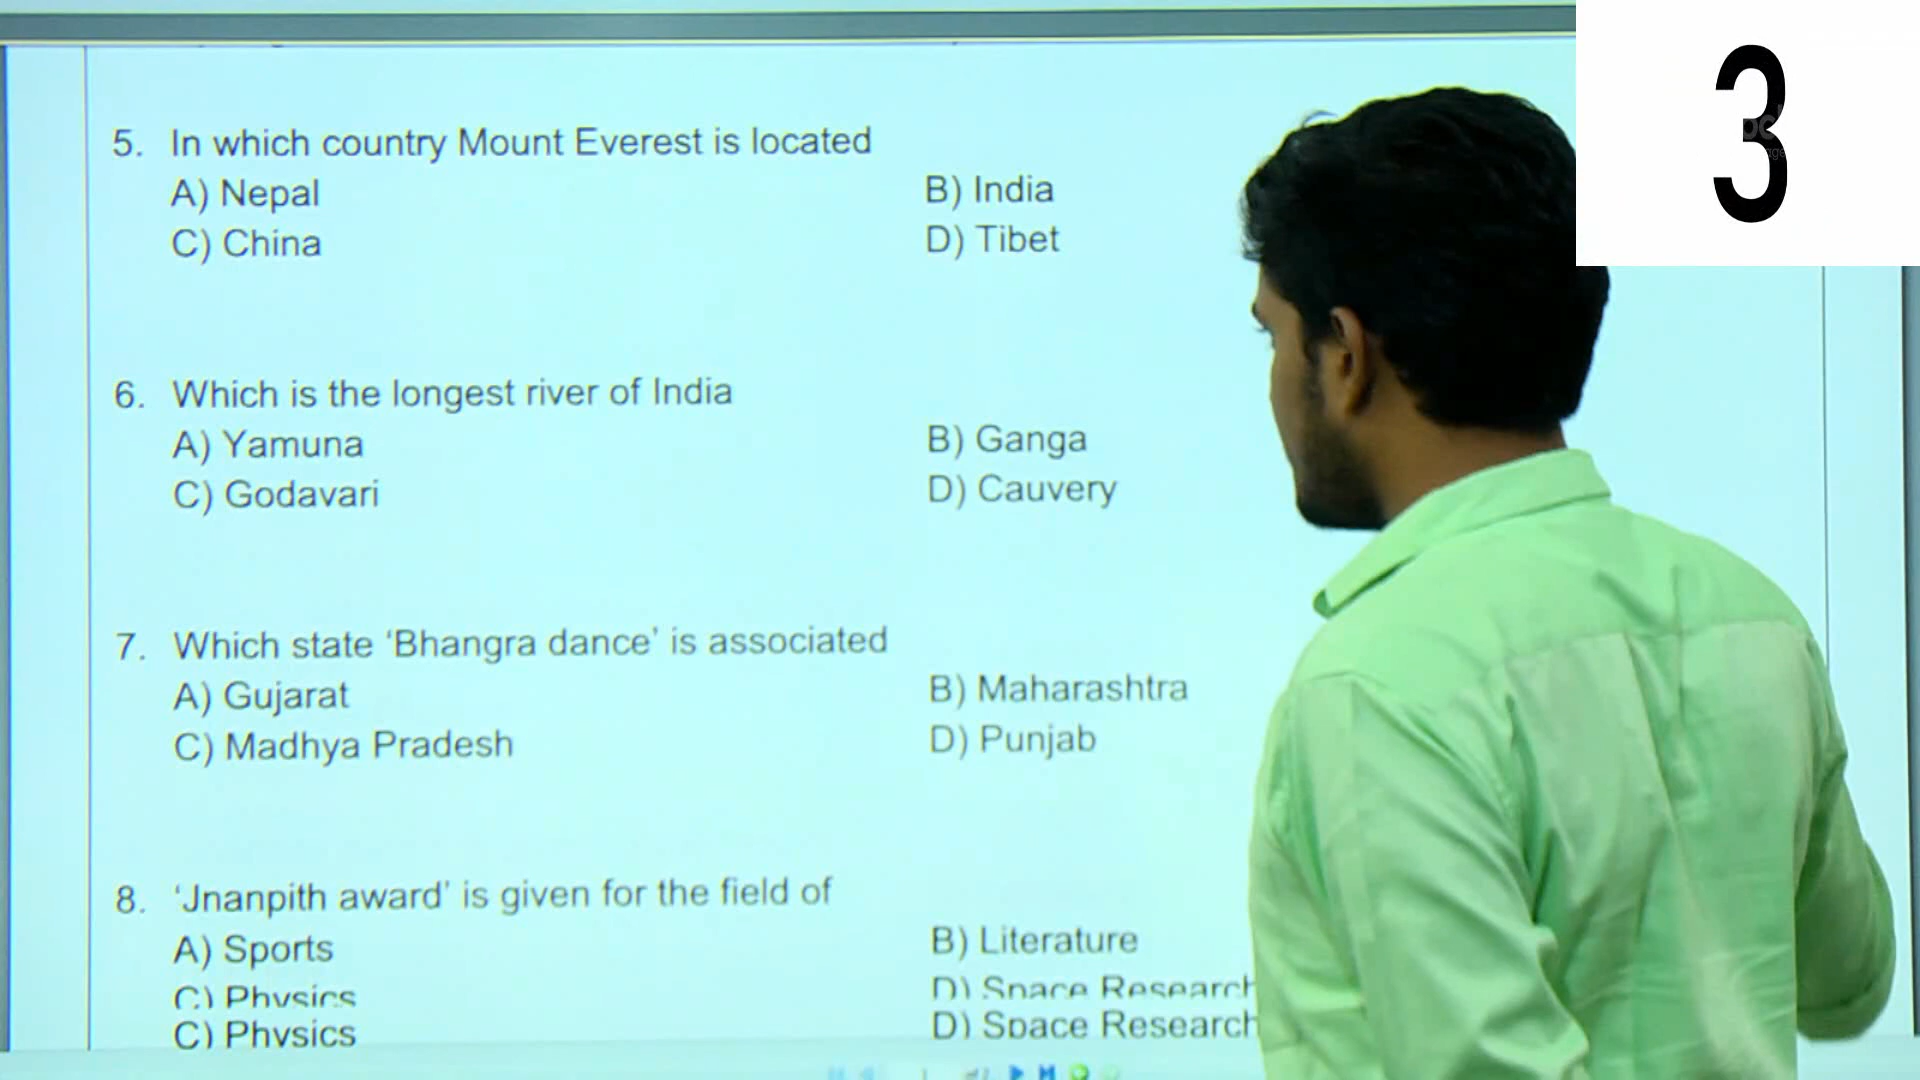 3
5. In which country Mount Everest is located
A) Nepal
B) India
C) China
D) Tibet
6. Which is the longest river of India
A) Yamuna
B) Ganga
C) Godavari
D) Cauvery
7. Which state ‘Bhangra dance’ is associated
A) Gujarat
B) Maharashtra
C) Madhya Pradesh
D) Punjab
8. ‘Jnanpith award’ is given for the field of
A) Sports
B) Literature
C) Physics
D) Space Research
C) Physics
D) Space Research